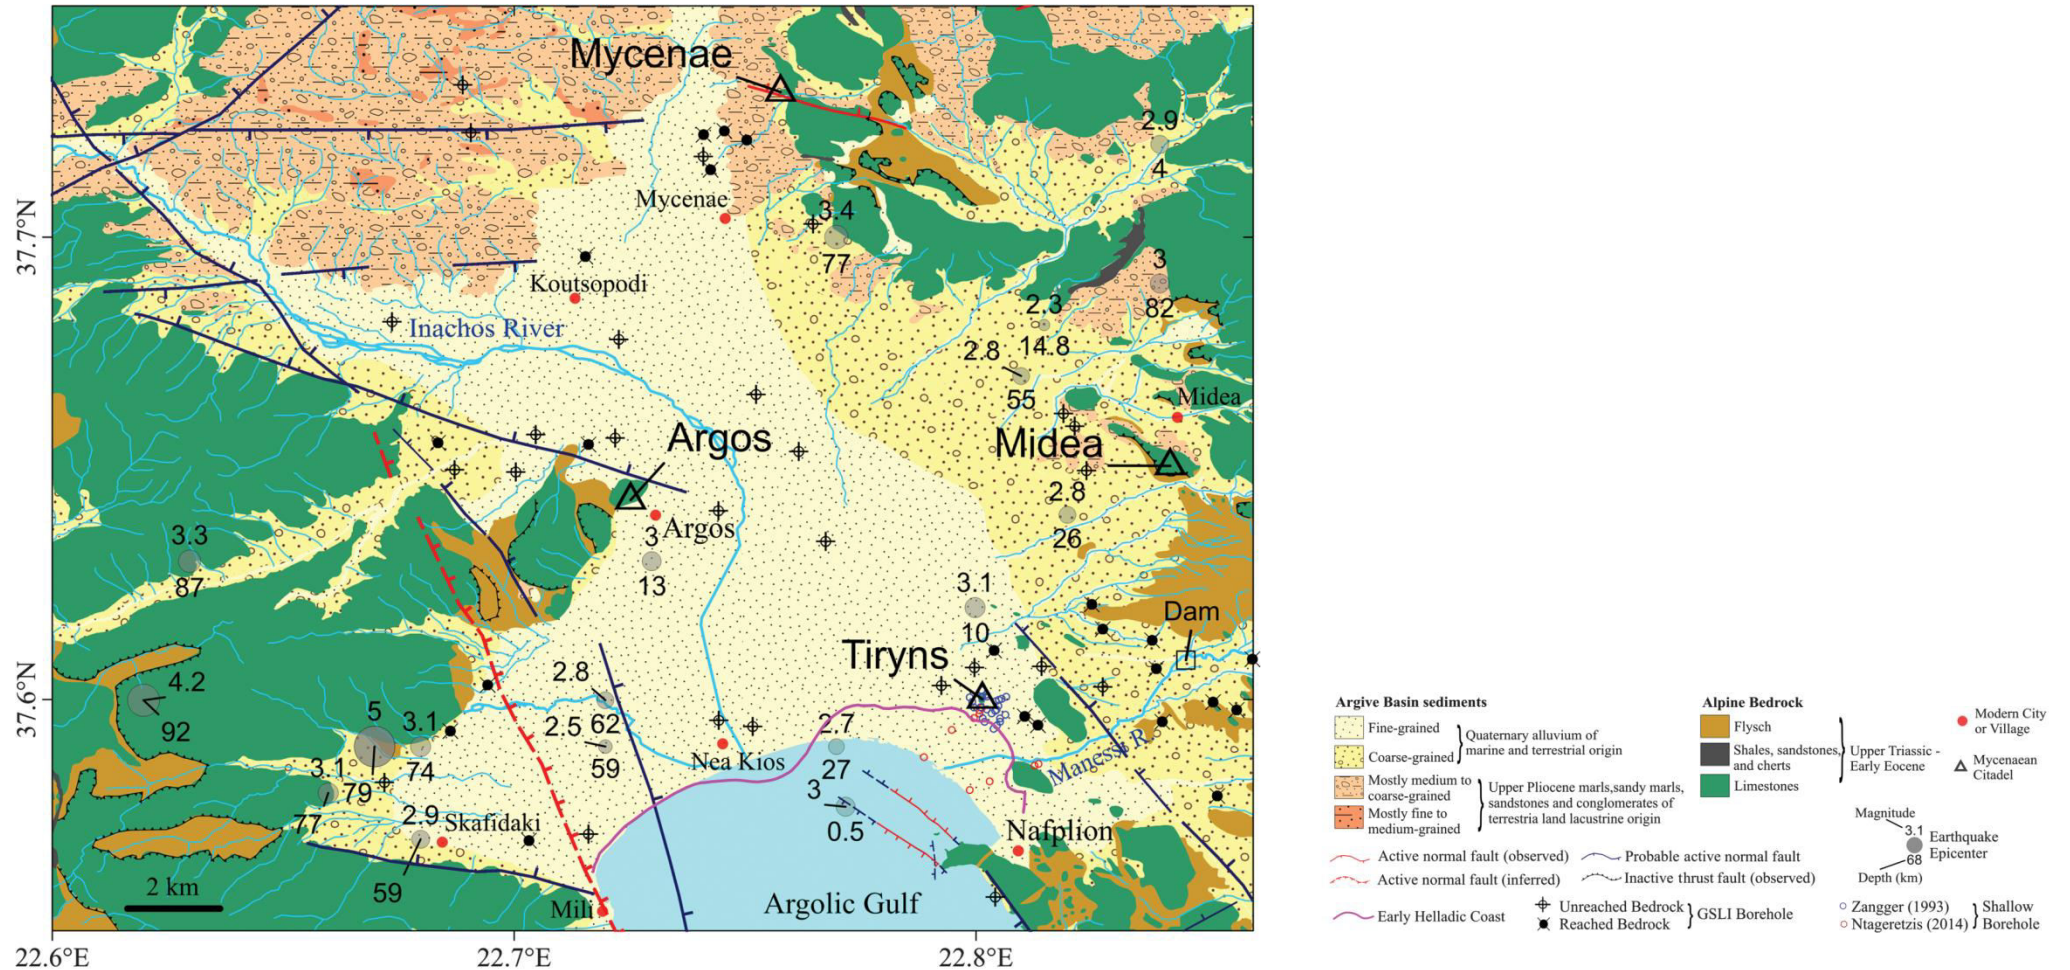 Mycenae
2.9
4
37.7°N
Mycenae
3.4
77
3
82
Koutsopodi
Inachos River
2.3
14.8
2.8
55
Midea
Argos
Midea
2.8
26
Argos
3
13
3.3
87
3.1
10
Dam
Tiryns
37.6°N
4.2
92
2.8
62
2.5
59
5
3.1
74
79
3.1
77
2.7
27
3
0.5
Nea Kios
Manessi R.
2.9
59
Skafidaki
Nafplion
2 km
Mili
Argolic Gulf
22.6°E
22.7°E
22.8°E
Argive Basin sediments
Fine-grained
Coarse-grained
Quaternary alluvium of
marine and terrestrial origin
Mostly medium to
coarse-grained
Mostly fine to
medium-grained
Upper Pliocene marls,sandy marls,
sandstones and conglomerates of
terrestria land lacustrine origin
Alpine Bedrock
Flysch
Shales, sandstones,
and cherts
Limestones
Upper Triassic -
Early Eocene
Modern City
or Village
Mycenaean
Citadel
Magnitude
3.1
68
Depth (km)
Earthquake
Epicenter
Active normal fault (observed)
Probable active normal fault
Active normal fault (inferred)
Inactive thrust fault (observed)
Early Helladic Coast
Unreached Bedrock
Reached Bedrock
GSLI Borehole
Zangger (1993)
Ntageretzis (2014)
Shallow
Borehole